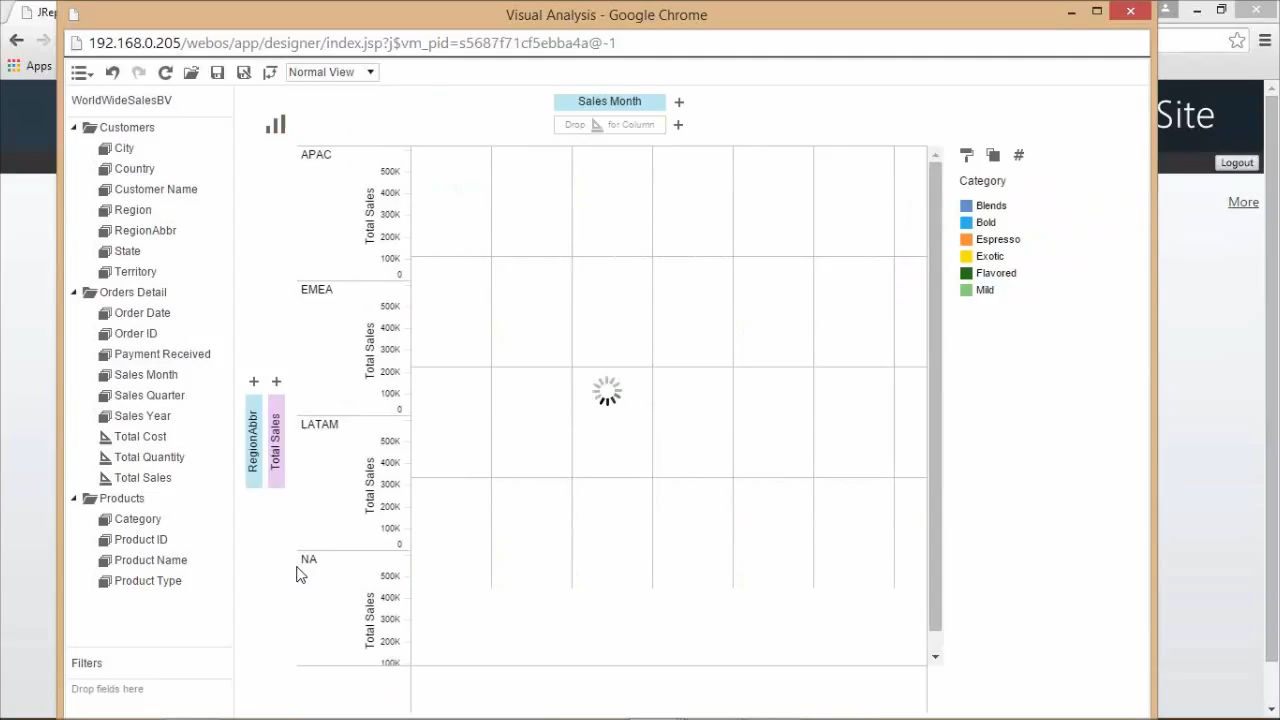 JRe
Visual Analysis - Google Chrome
192.168.0.205/webos/app/designer/index.jsp?j$vm_pid=s5687f71cf5ebba4a@-1
Apps
Normal View
Site
Logout
More
WorldWideSalesBV
Customers
City
Country
Customer Name
Region
RegionAbbr
State
Territory
Orders Detail
Order Date
Order ID
Payment Received
Sales Month
Sales Quarter
Sales Year
Total Cost
Total Quantity
Total Sales
Products
Category
Product ID
Product Name
Product Type
Filters
Drop fields here
Sales Month +
Drop for Column +
+ +
RegionAbbr
Total Sales
APAC
Total Sales
500K
400K
300K
200K
100K
0
EMEA
Total Sales
500K
400K
300K
200K
100K
0
LATAM
Total Sales
500K
400K
300K
200K
100K
0
NA
Total Sales
500K
400K
300K
200K
100K
#
Category
Blends
Bold
Espresso
Exotic
Flavored
Mild